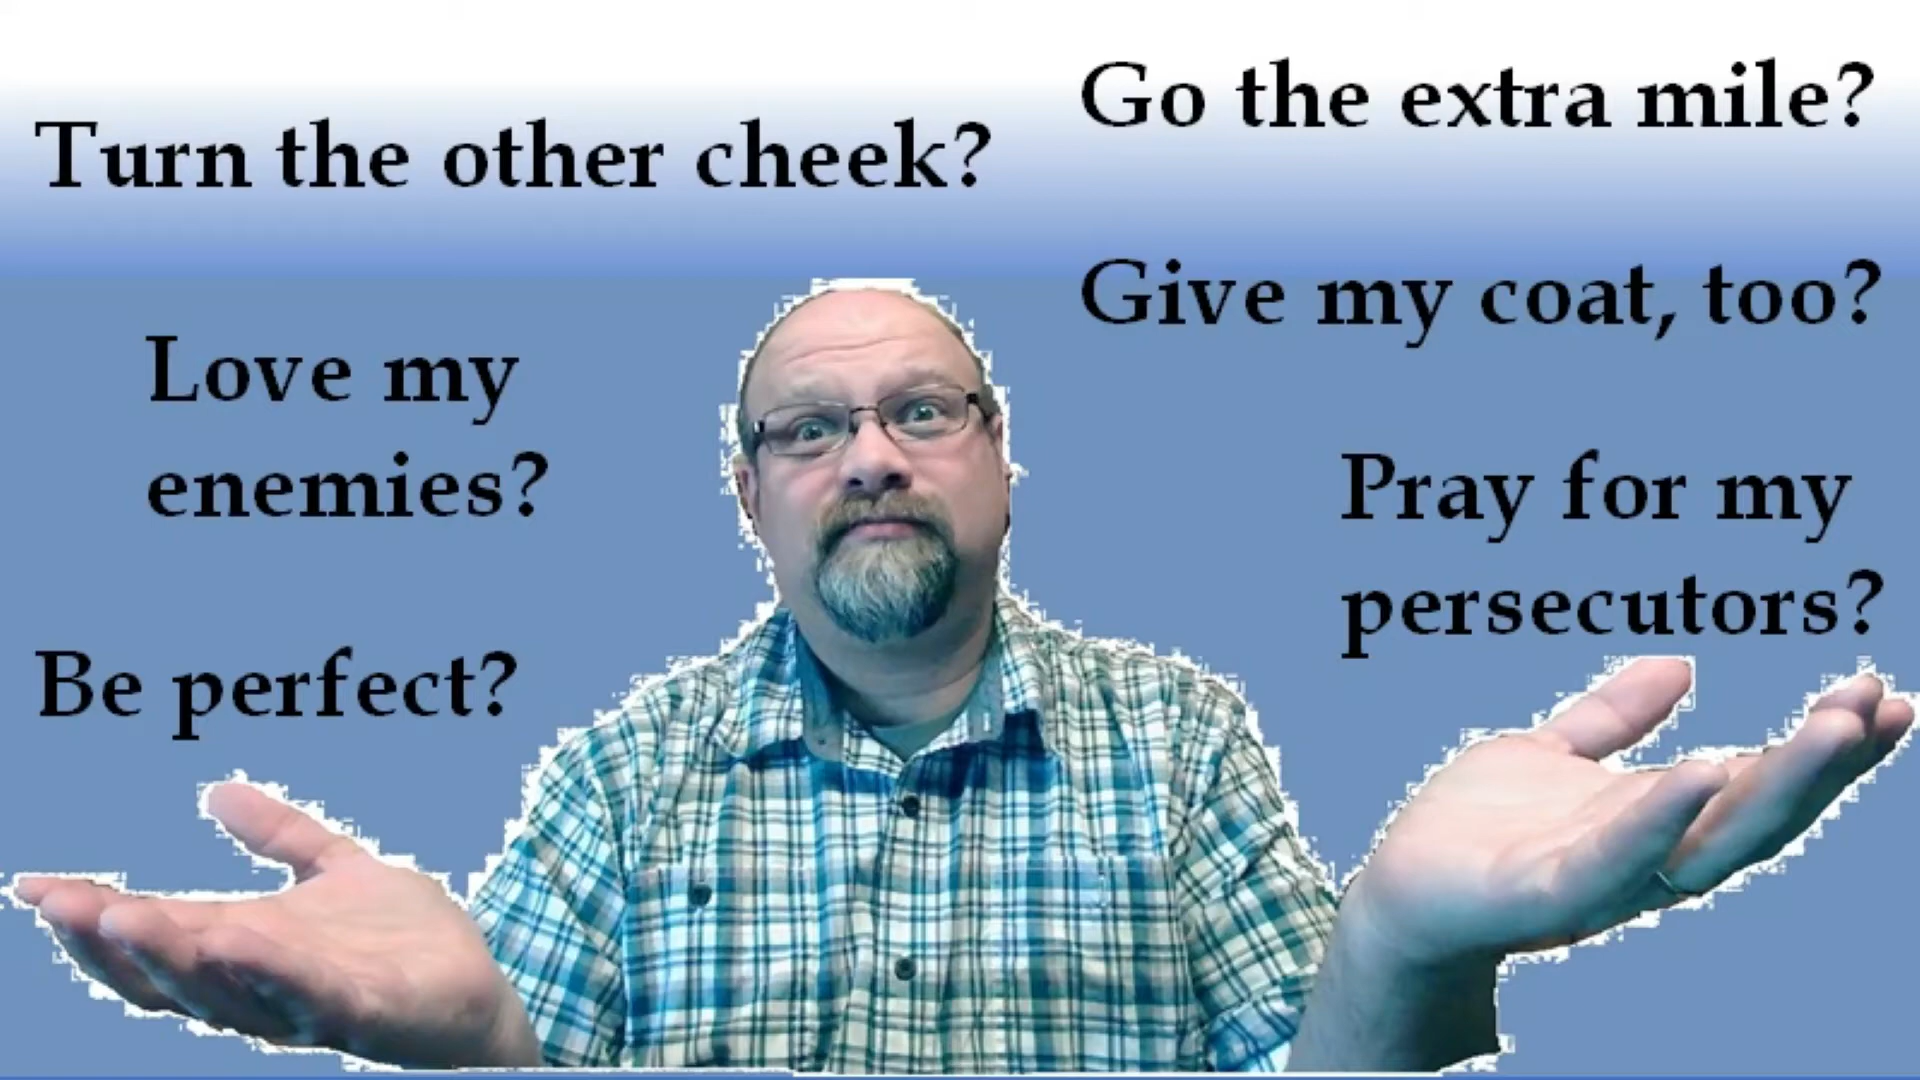 Turn the other cheek?
Go the extra mile?
Give my coat, too?
Love my
enemies?
Pray for my
persecutors?
Be perfect?